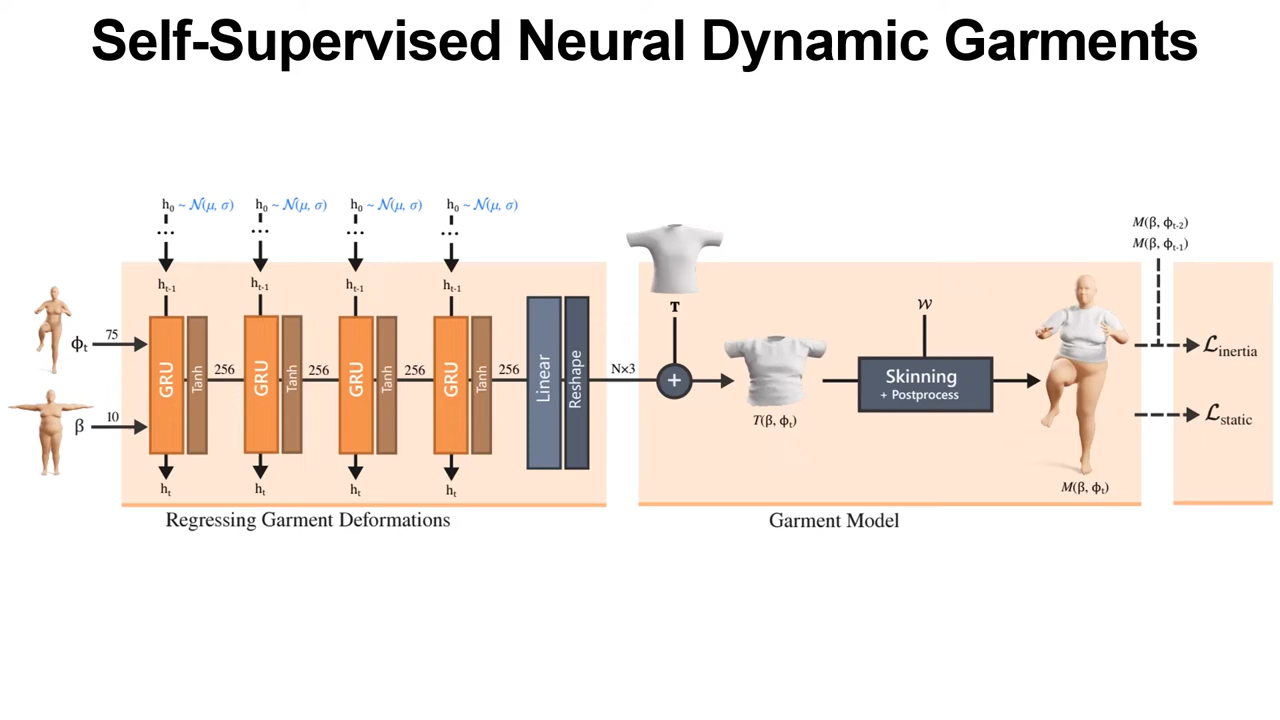 Self-Supervised Neural Dynamic Garments
h₀ ~ 𝒩(μ, σ)
h₀ ~ 𝒩(μ, σ)
h₀ ~ 𝒩(μ, σ)
h₀ ~ 𝒩(μ, σ)
...
...
...
...
hₜ₋₁
hₜ₋₁
hₜ₋₁
hₜ₋₁
ϕₜ
75
β
10
GRU
Tanh
256
GRU
Tanh
256
GRU
Tanh
256
GRU
Tanh
256
Linear
Reshape
hₜ
hₜ
hₜ
hₜ
Regressing Garment Deformations
N×3
T
+
T(β, ϕₜ)
𝒲
Skinning
+ Postprocess
M(β, ϕₜ)
Garment Model
M(β, ϕₜ₋₂)
M(β, ϕₜ₋₁)
ℒinertia
ℒstatic